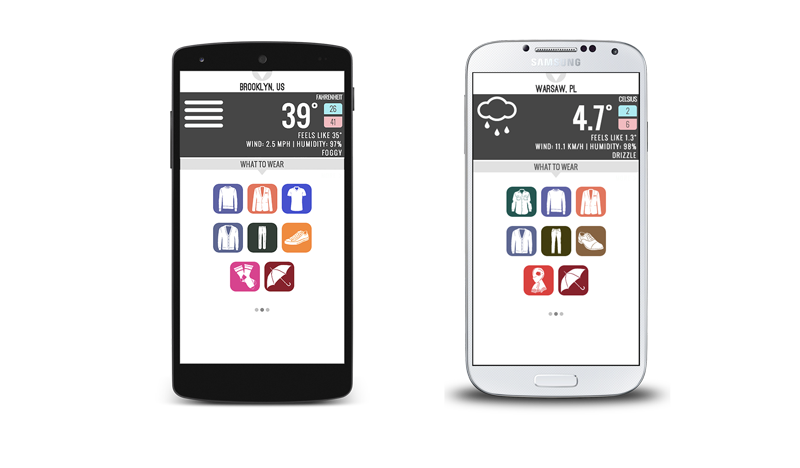 BROOKLYN, US
FAHRENHEIT
39°
26
41
FEELS LIKE 35°
WIND: 2.5 MPH | HUMIDITY: 97%
FOGGY
WHAT TO WEAR
SAMSUNG
WARSAW, PL
CELSIUS
4.7°
2
6
FEELS LIKE 1.3°
WIND: 11.1 KM/H | HUMIDITY: 98%
DRIZZLE
WHAT TO WEAR